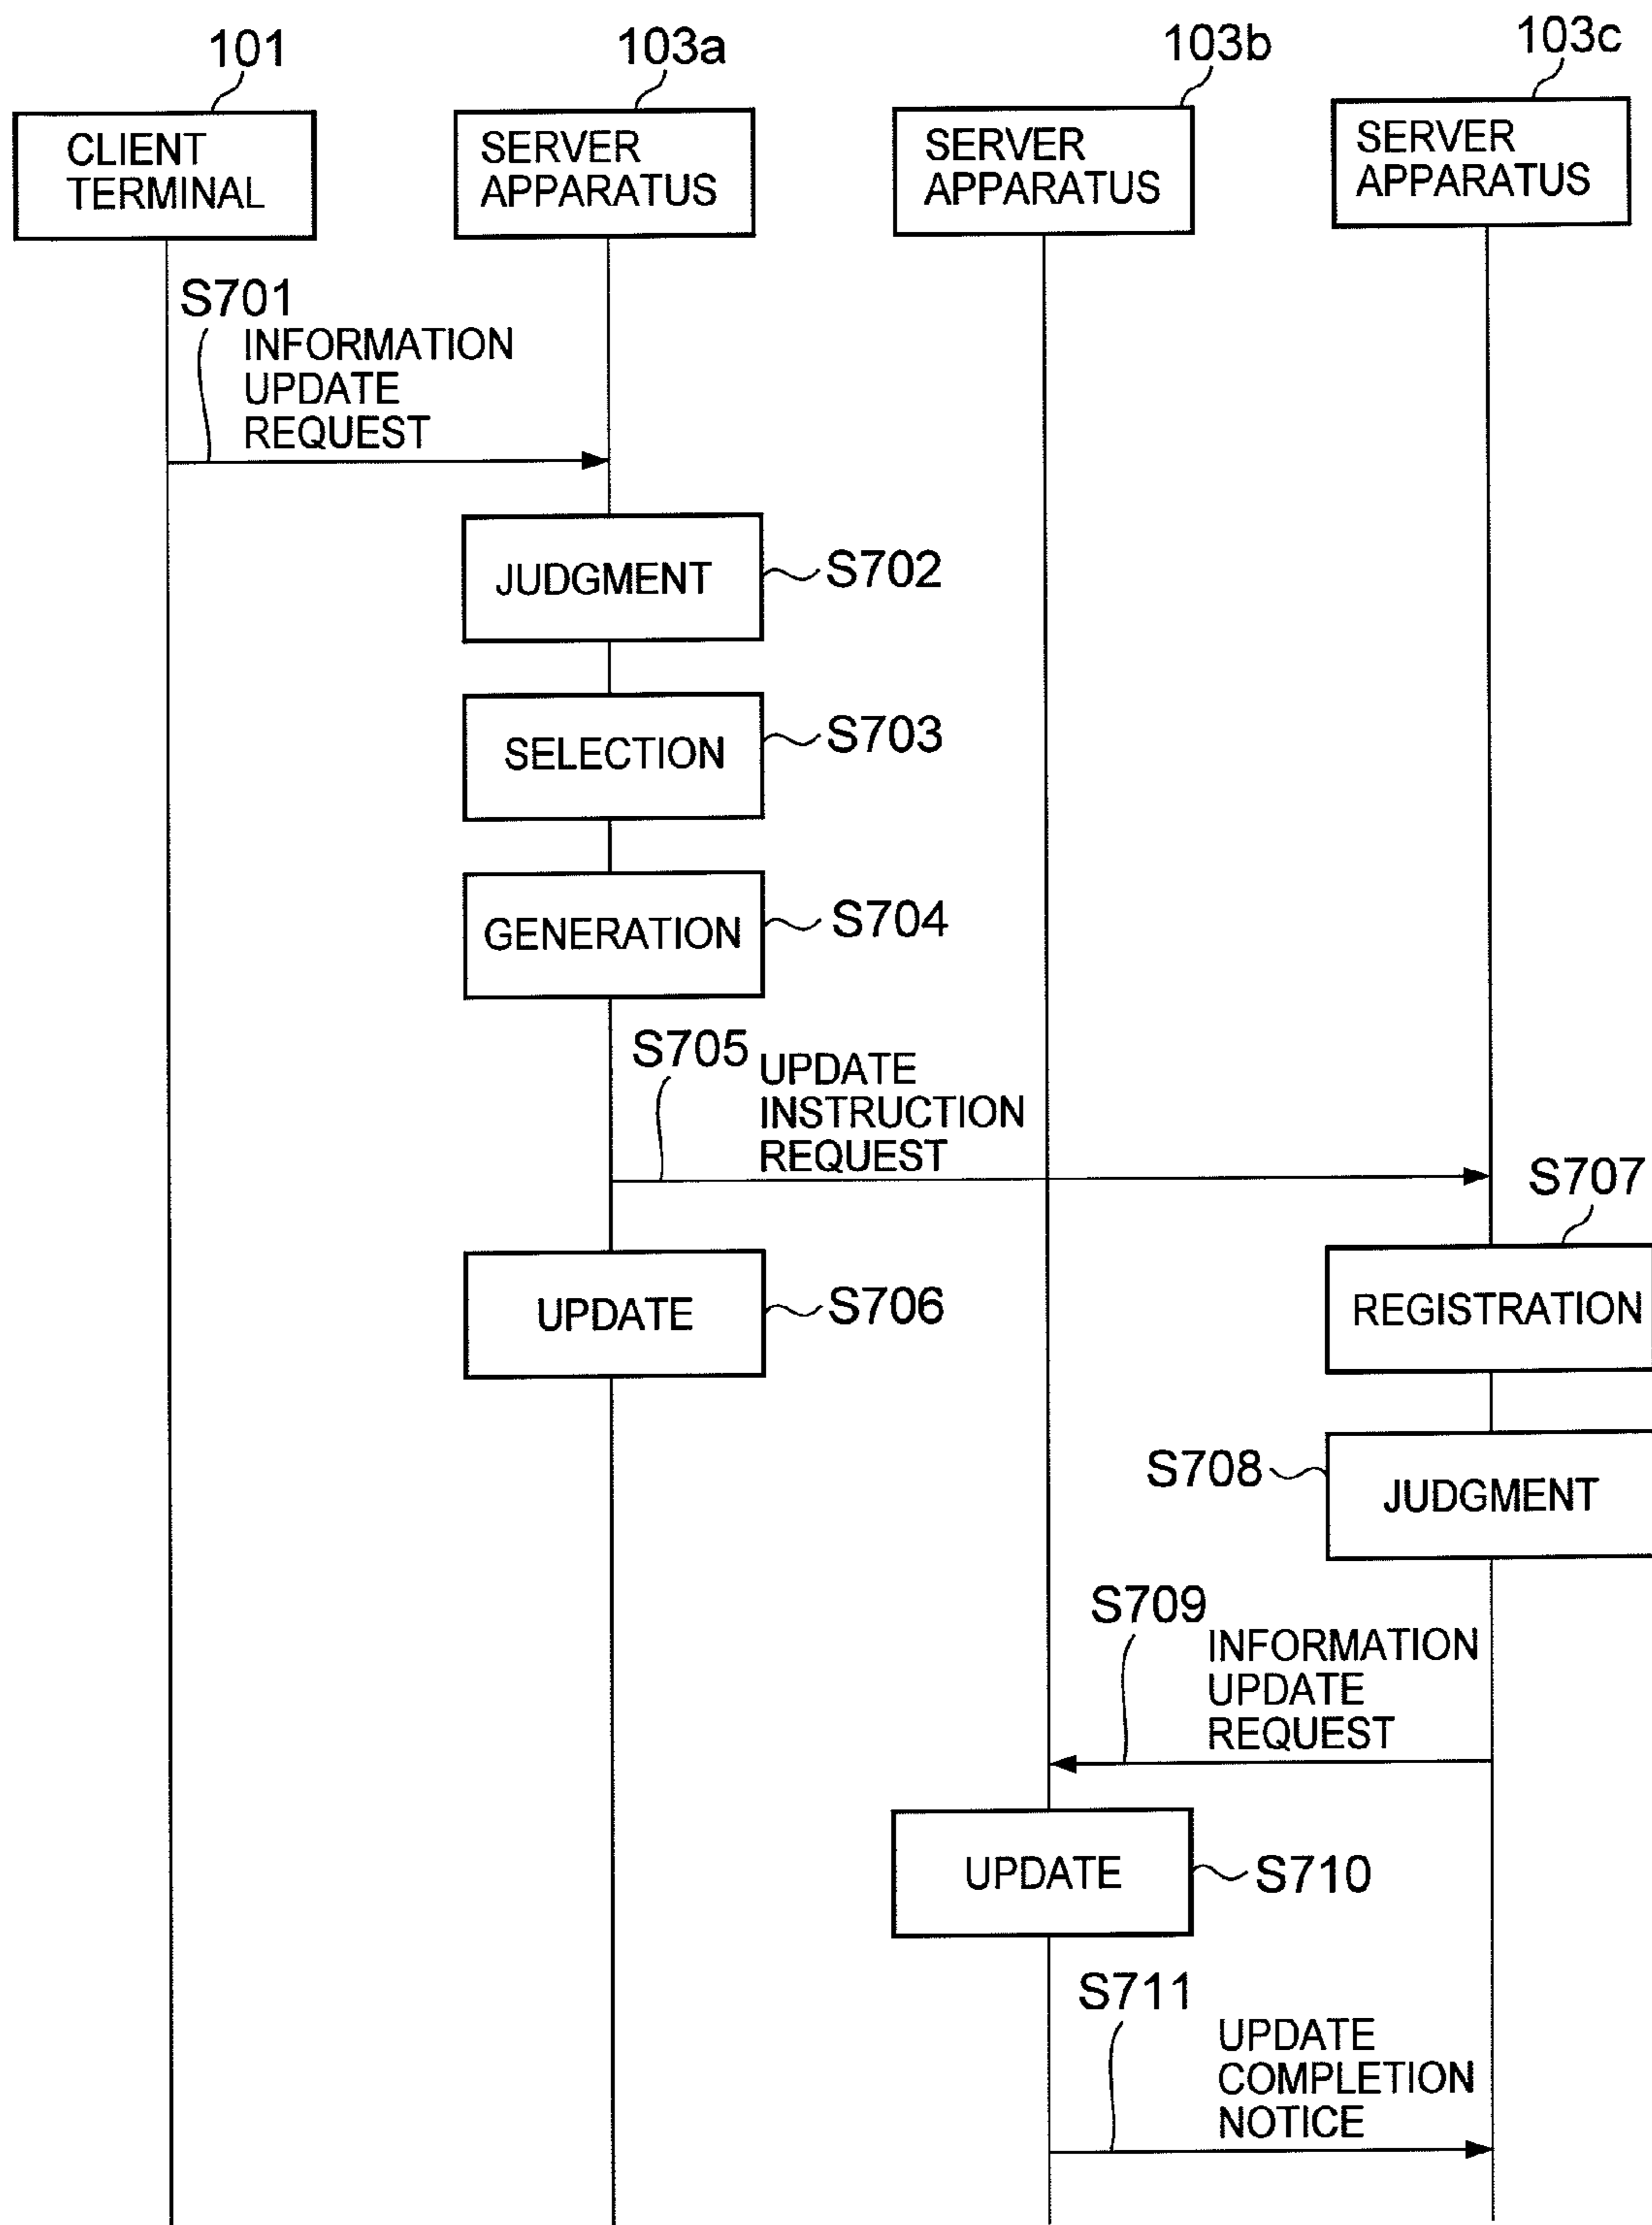 101
103a
103b
103c
CLIENT
TERMINAL
SERVER
APPARATUS
SERVER
APPARATUS
SERVER
APPARATUS
S701
INFORMATION
UPDATE
REQUEST
JUDGMENT
S702
SELECTION
S703
GENERATION
S704
S705
UPDATE
INSTRUCTION
REQUEST
UPDATE
S706
S707
REGISTRATION
S708
JUDGMENT
S709
INFORMATION
UPDATE
REQUEST
UPDATE
S710
S711
UPDATE
COMPLETION
NOTICE